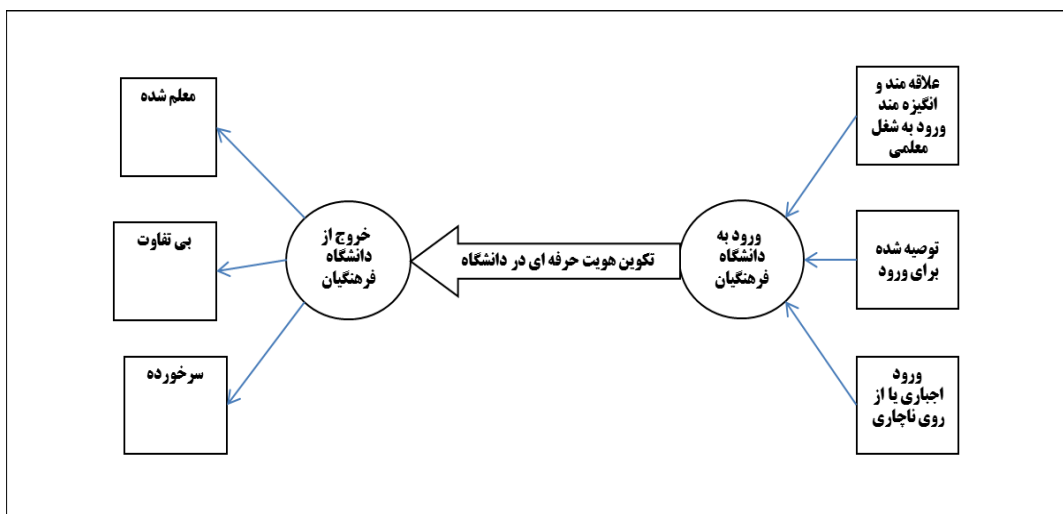 علاقه مند و
انگیزه مند
ورود به شغل
معلمی
توصیه شده
برای ورود
ورود
اجباری یا از
روی ناچاری
ورود به
دانشگاه
فرهنگیان
تکوین هویت حرفه ای در دانشگاه
خروج از
دانشگاه
فرهنگیان
معلم شده
بی تفاوت
سرخورده